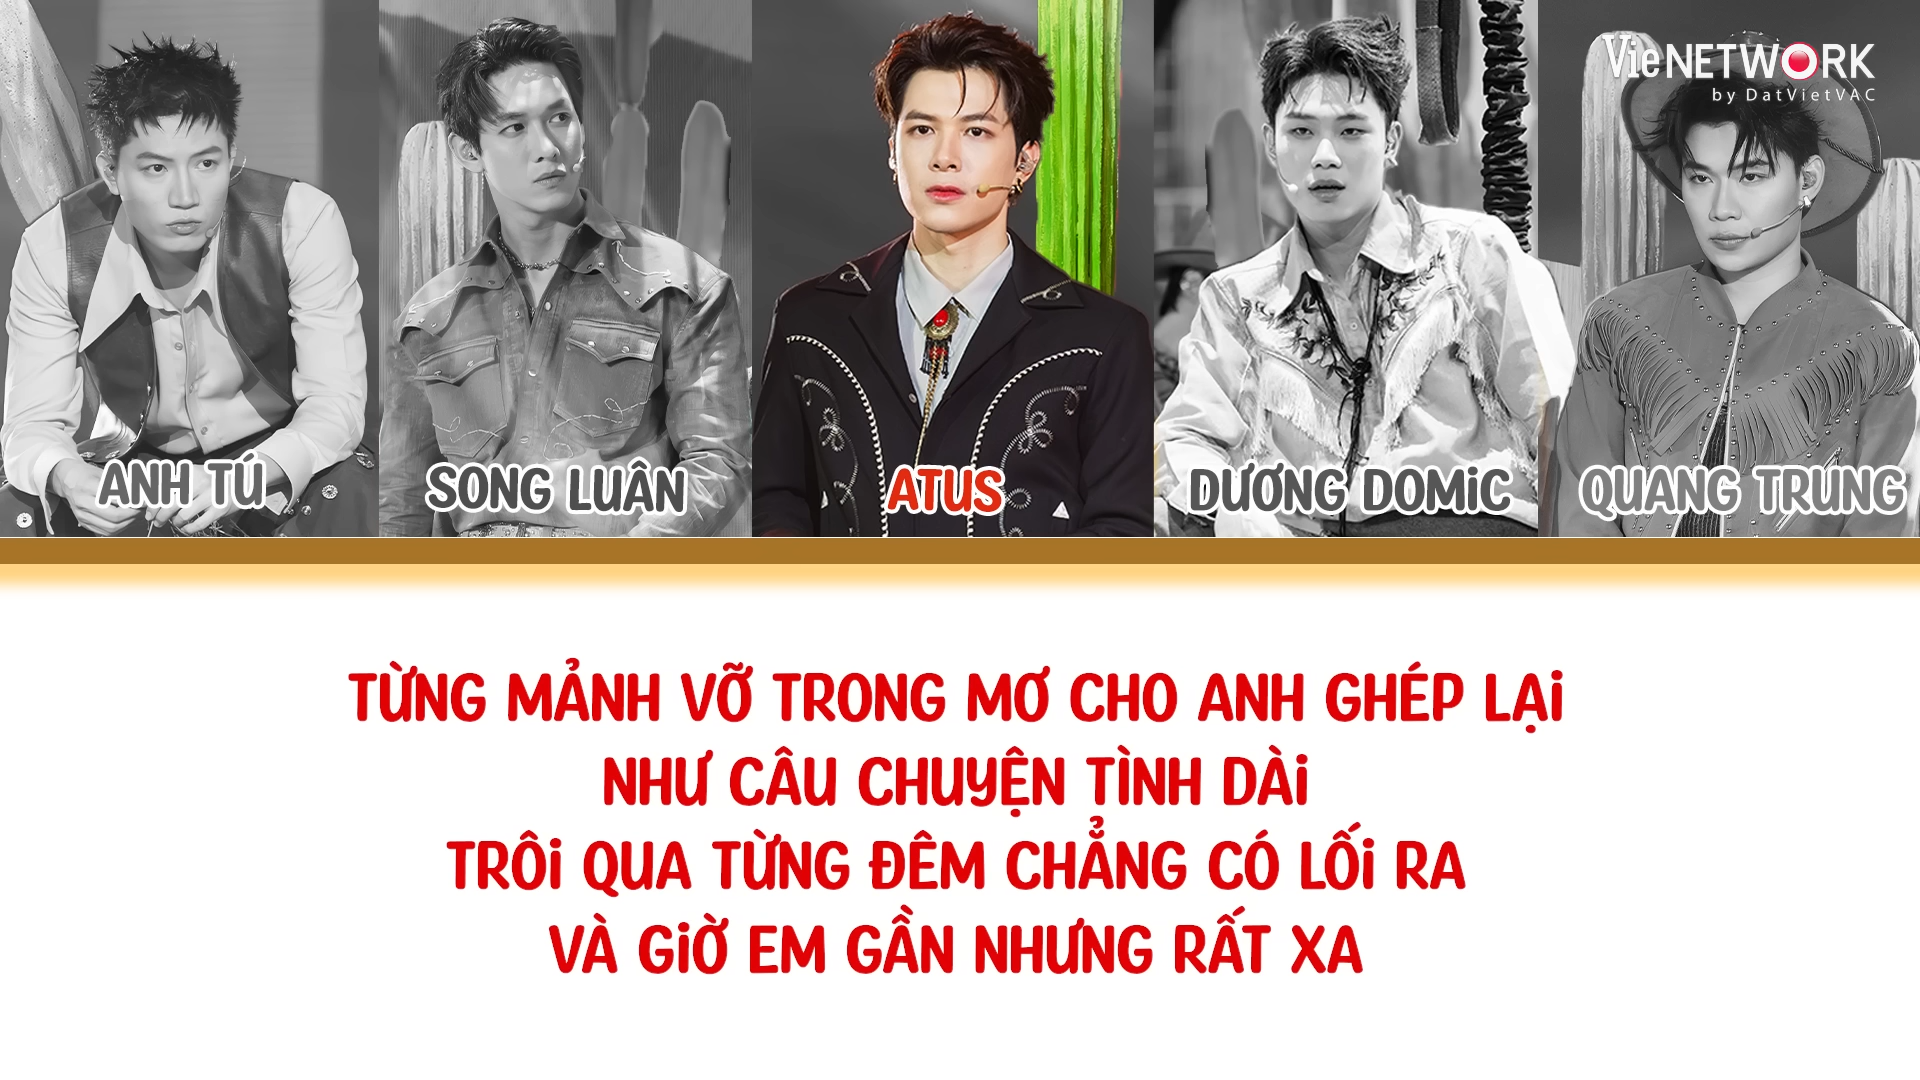 VieNETWORK
by DatVietVAC
ANH TÚ
SONG LUÂN
ATUS
DƯƠNG DOMiC
QUANG TRUNG
TỪNG MẢNH VỠ TRONG MƠ CHO ANH GHÉP LẠi
NHƯ CÂU CHUYỆN TÌNH DÀi
TRÔi QUA TỪNG ĐÊM CHẲNG CÓ LỐi RA
VÀ GiỜ EM GẦN NHƯNG RẤT XA